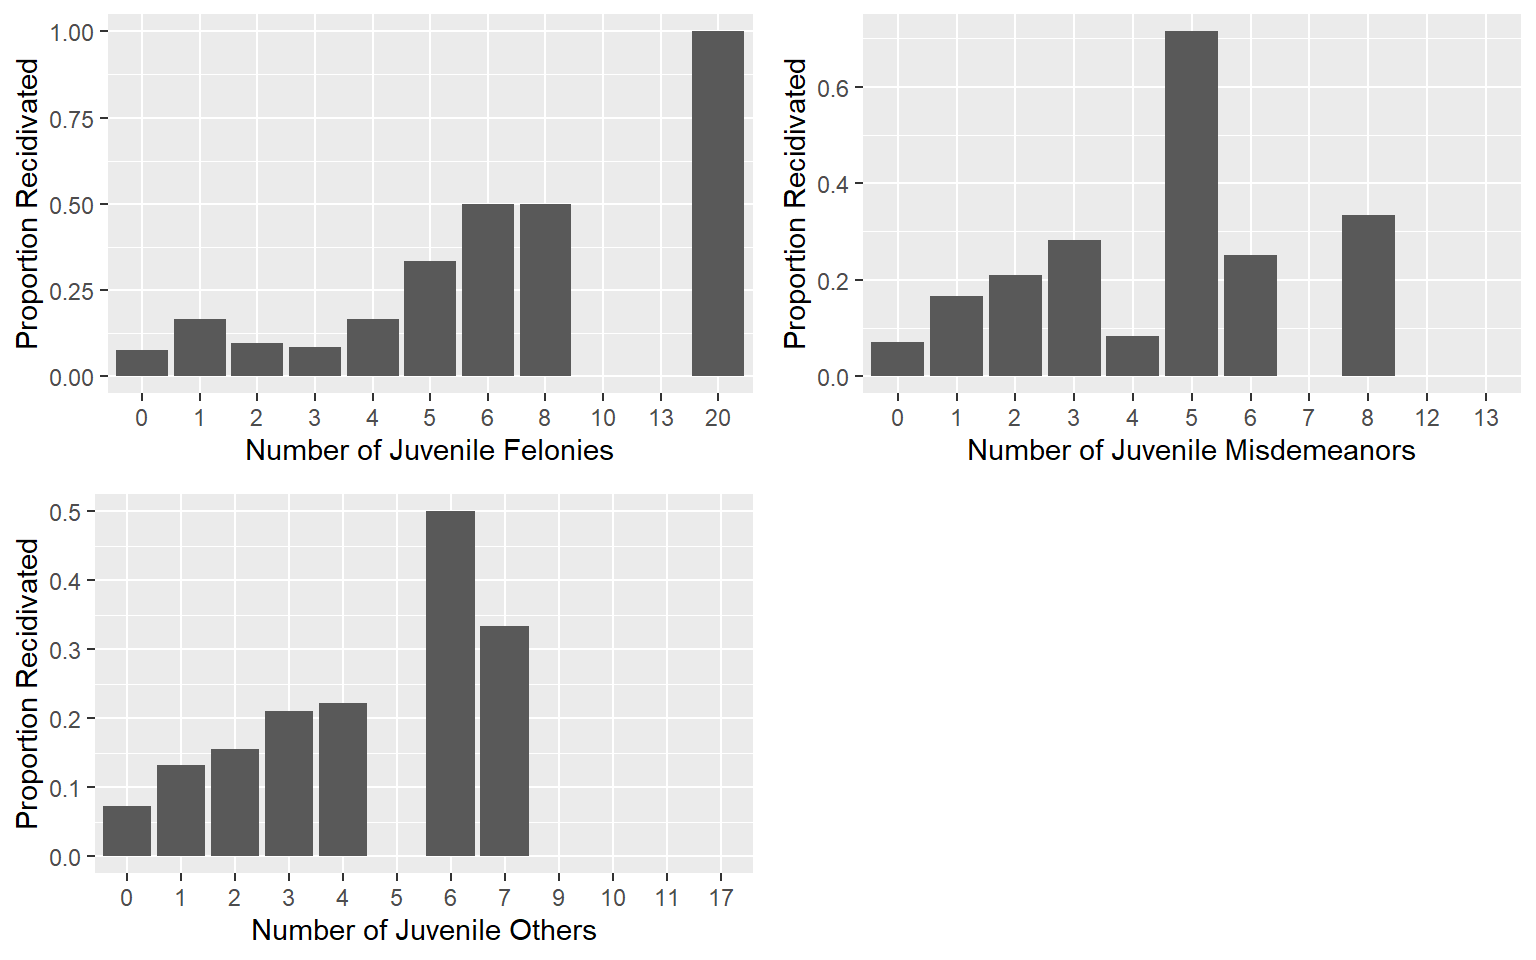 Proportion Recidivated
1.00
0.75
0.50
0.25
0.00
0 1 2 3 4 5 6 8 10 13 20
Number of Juvenile Felonies
Proportion Recidivated
0.6
0.4
0.2
0.0
0 1 2 3 4 5 6 7 8 12 13
Number of Juvenile Misdemeanors
Proportion Recidivated
0.5
0.4
0.3
0.2
0.1
0.0
0 1 2 3 4 5 6 7 9 10 11 17
Number of Juvenile Others